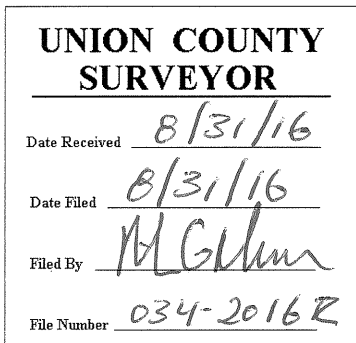 UNION COUNTY
SURVEYOR
Date Received 8/31/16
Date Filed 8/31/16
Filed By
File Number 034-2016R